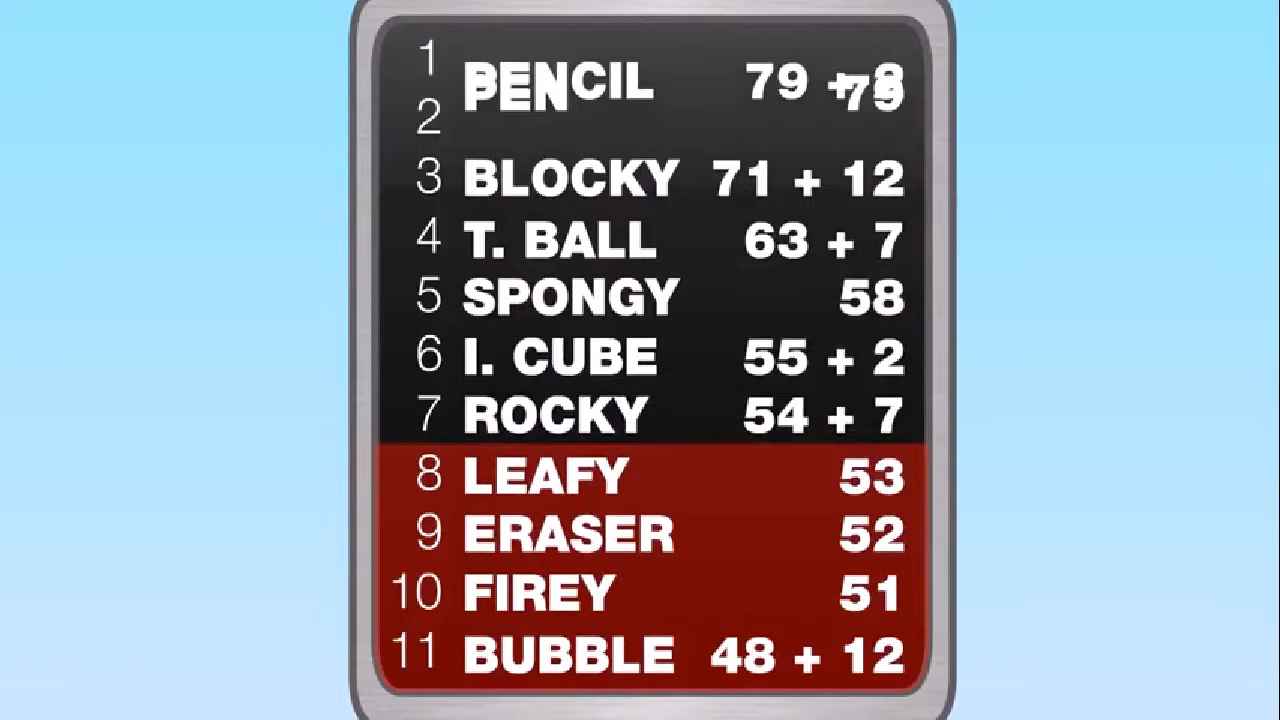 1
PENCIL 79 +
PEN
2
3 BLOCKY 71 + 12
4 T. BALL 63 + 7
5 SPONGY 58
6 I. CUBE 55 + 2
7 ROCKY 54 + 7
8 LEAFY 53
9 ERASER 52
10 FIREY 51
11 BUBBLE 48 + 12